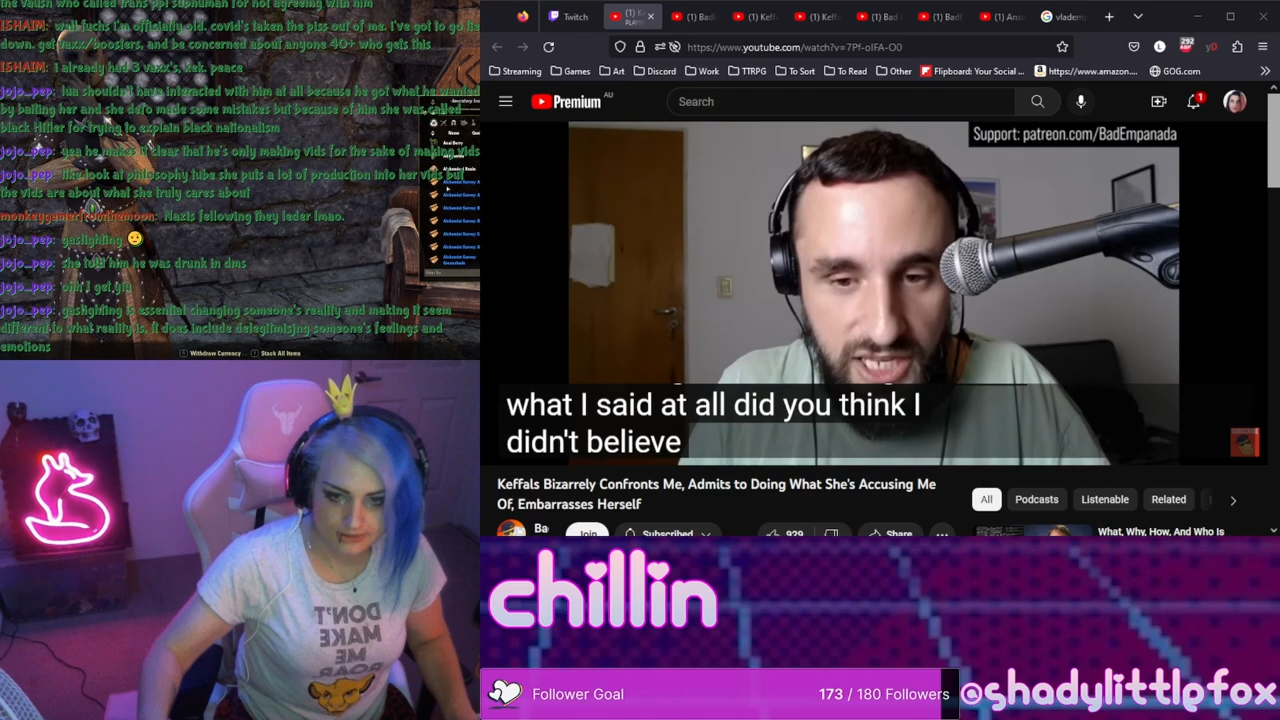 the vaush who called trans ppl subhuman for not agreeing with him
ISHAIM: well fuchs i'm officially old. covid's taken the piss out of me. i've got to go lie
down. get vaxx/boosters, and be concerned about anyone 40+ who gets this
ISHAIM: i already had 3 vaxx's, kek. peace
jojo_pep: lua shouldn't have interacted with him at all because he got what he wanted
by baiting her and she defo made some mistakes but because of him she was called
black Hitler for trying to explain black nationalism
jojo_pep: yea he makes it clear that he's only making vids for the sake of making vids
jojo_pep: like look at philosophy tube she puts a lot of production into her vids but
the vids are about what she truly cares about
monkeygamerfromthemoon: Nazis fellowing they leder lmao.
jojo_pep: gaslighting
jojo_pep: she told him he was drunk in dms
jojo_pep: ohh I get yiu
jojo_pep: gaslighting is essential changing someone's reality and making it seem
different to what reality is, it does include delegitimising someone's feelings and
emotions
Name
Withdraw Currency
Stack All Items
DON'T
MAKE
ME
ROAR.
Twitch
https://www.youtube.com/watch?v=7Pf-oIFA-O0
292
Streaming
Games
Art
Discord
Work
TTRPG
To Sort
To Read
Other
Flipboard: Your Social ...
https://www.amazon....
GOG.com
Premium
AU
Search
1
Support: patreon.com/BadEmpanada
what I said at all did you think I
didn't believe
Keffals Bizarrely Confronts Me, Admits to Doing What She's Accusing Me
Of, Embarrasses Herself
All
Podcasts
Listenable
Related
Ba
Join
Subscribed
929
Share
What, Why, How, And Who Is
chillin
Follower Goal
173 / 180 Followers
@shadylittlefox